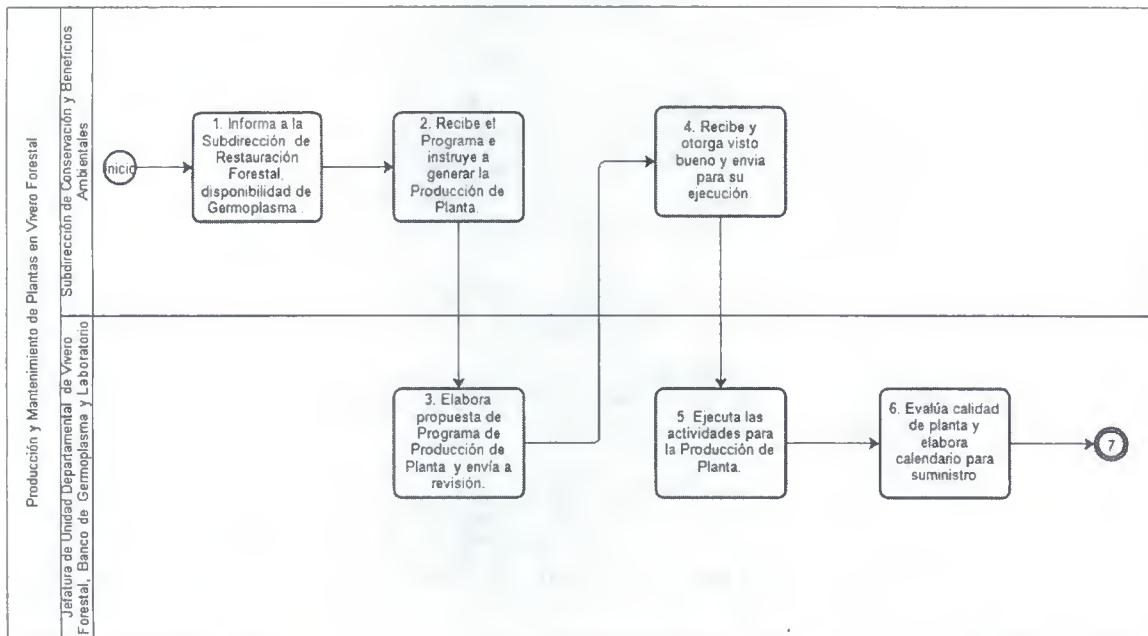 Producción y Mantenimiento de Plantas en Vivero Forestal
Subdirección de Conservación y Beneficios
Ambientales
Inicio
1. Informa a la
Subdirección de
Restauración
Forestal,
disponibilidad de
Germoplasma .
2. Recibe el
Programa e
instruye a
generar la
Producción de
Planta.
4. Recibe y
otorga visto
bueno y envia
para su
ejecución.
Jefatura de Unidad Departamental de Vivero
Forestal, Banco de Germoplasma y Laboratorio
3. Elabora
propuesta de
Programa de
Producción de
Planta y envía a
revisión.
5 Ejecuta las
actividades para
la Producción de
Planta.
6. Evalúa calidad
de planta y
elabora
calendario para
suministro
7